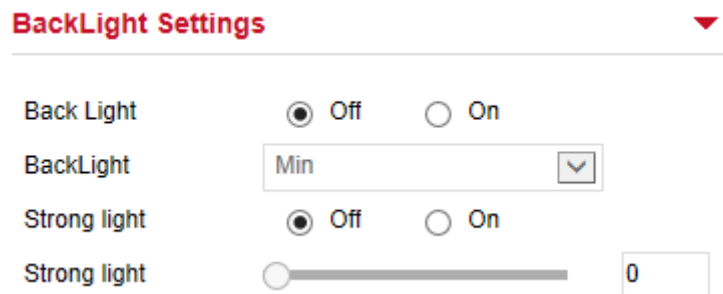 BackLight Settings
Back Light Off On
BackLight Min
Strong light Off On
Strong light 0